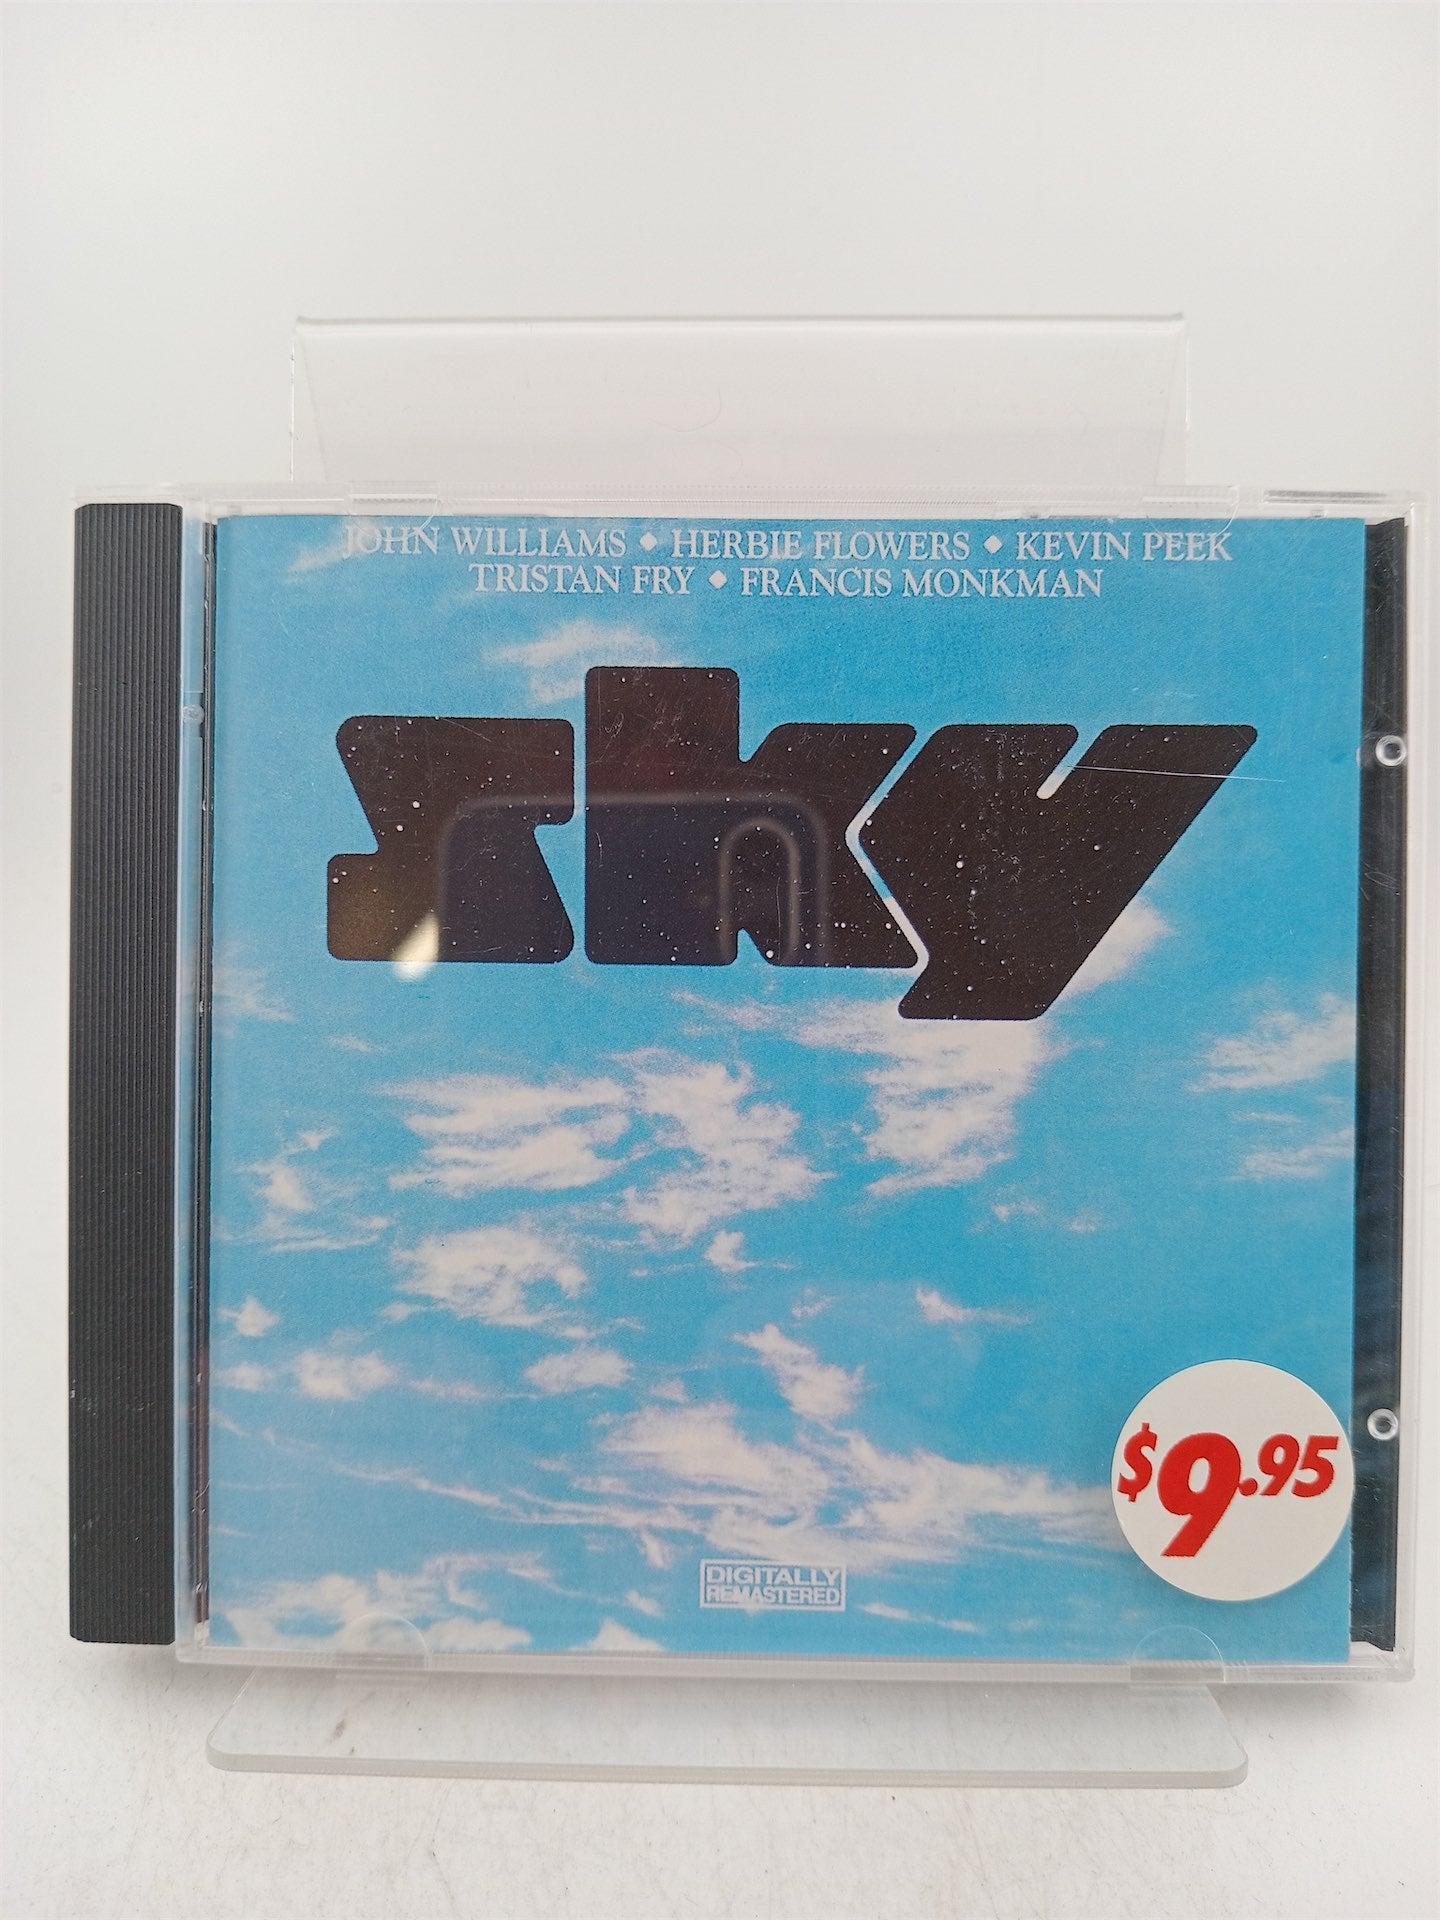 JOHN WILLIAMS ◆ HERBIE FLOWERS ◆ KEVIN PEEK
TRISTAN FRY ◆ FRANCIS MONKMAN
sky
$9.95
DIGITALLY
REMASTERED